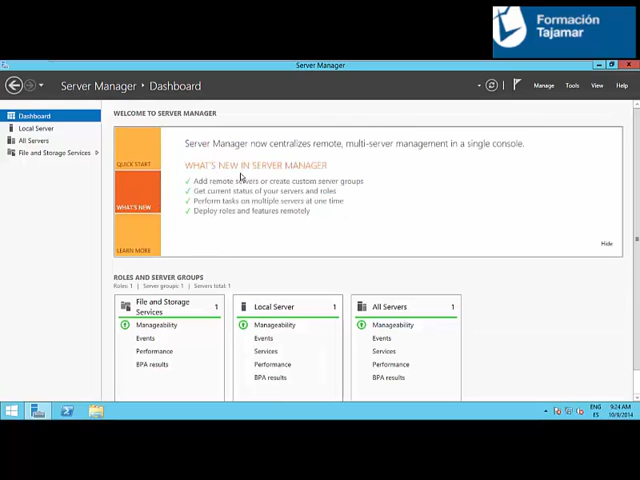 Formación
Tajamar
Server Manager
Server Manager • Dashboard
Manage
Tools
View
Help
Dashboard
Local Server
All Servers
File and Storage Services
WELCOME TO SERVER MANAGER
Server Manager now centralizes remote, multi-server management in a single console.
QUICK START
WHAT'S NEW IN SERVER MANAGER
✓ Add remote servers or create custom server groups
✓ Get current status of your servers and roles
WHAT'S NEW
✓ Perform tasks on multiple servers at one time
✓ Deploy roles and features remotely
LEARN MORE
Hide
ROLES AND SERVER GROUPS
Roles: 1 | Server groups: 1 | Servers total: 1
File and Storage Services 1
Manageability
Events
Performance
BPA results
Local Server 1
Manageability
Events
Services
Performance
BPA results
All Servers 1
Manageability
Events
Services
Performance
BPA results
ENG
ES
9:24 AM
10/9/2014